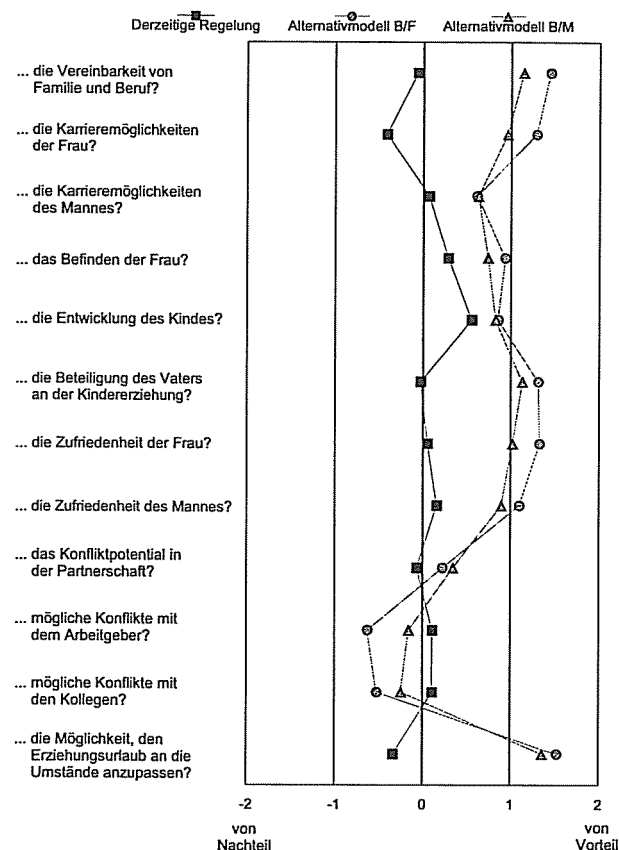 Derzeitige Regelung Alternativmodell B/F Alternativmodell B/M
... die Vereinbarkeit von
Familie und Beruf?
... die Karrieremöglichkeiten
der Frau?
... die Karrieremöglichkeiten
des Mannes?
... das Befinden der Frau?
... die Entwicklung des Kindes?
... die Beteiligung des Vaters
an der Kindererziehung?
... die Zufriedenheit der Frau?
... die Zufriedenheit des Mannes?
... das Konfliktpotential in
der Partnerschaft?
... mögliche Konflikte mit
dem Arbeitgeber?
... mögliche Konflikte mit
den Kollegen?
... die Möglichkeit, den
Erziehungsurlaub an die
Umstände anzupassen?
-2 -1 0 1 2
von von
Nachteil Vorteil